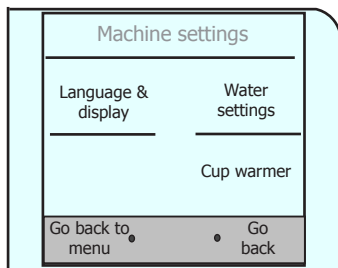 Machine settings
Language &
display
Water
settings
Cup warmer
Go back to
menu
Go
back